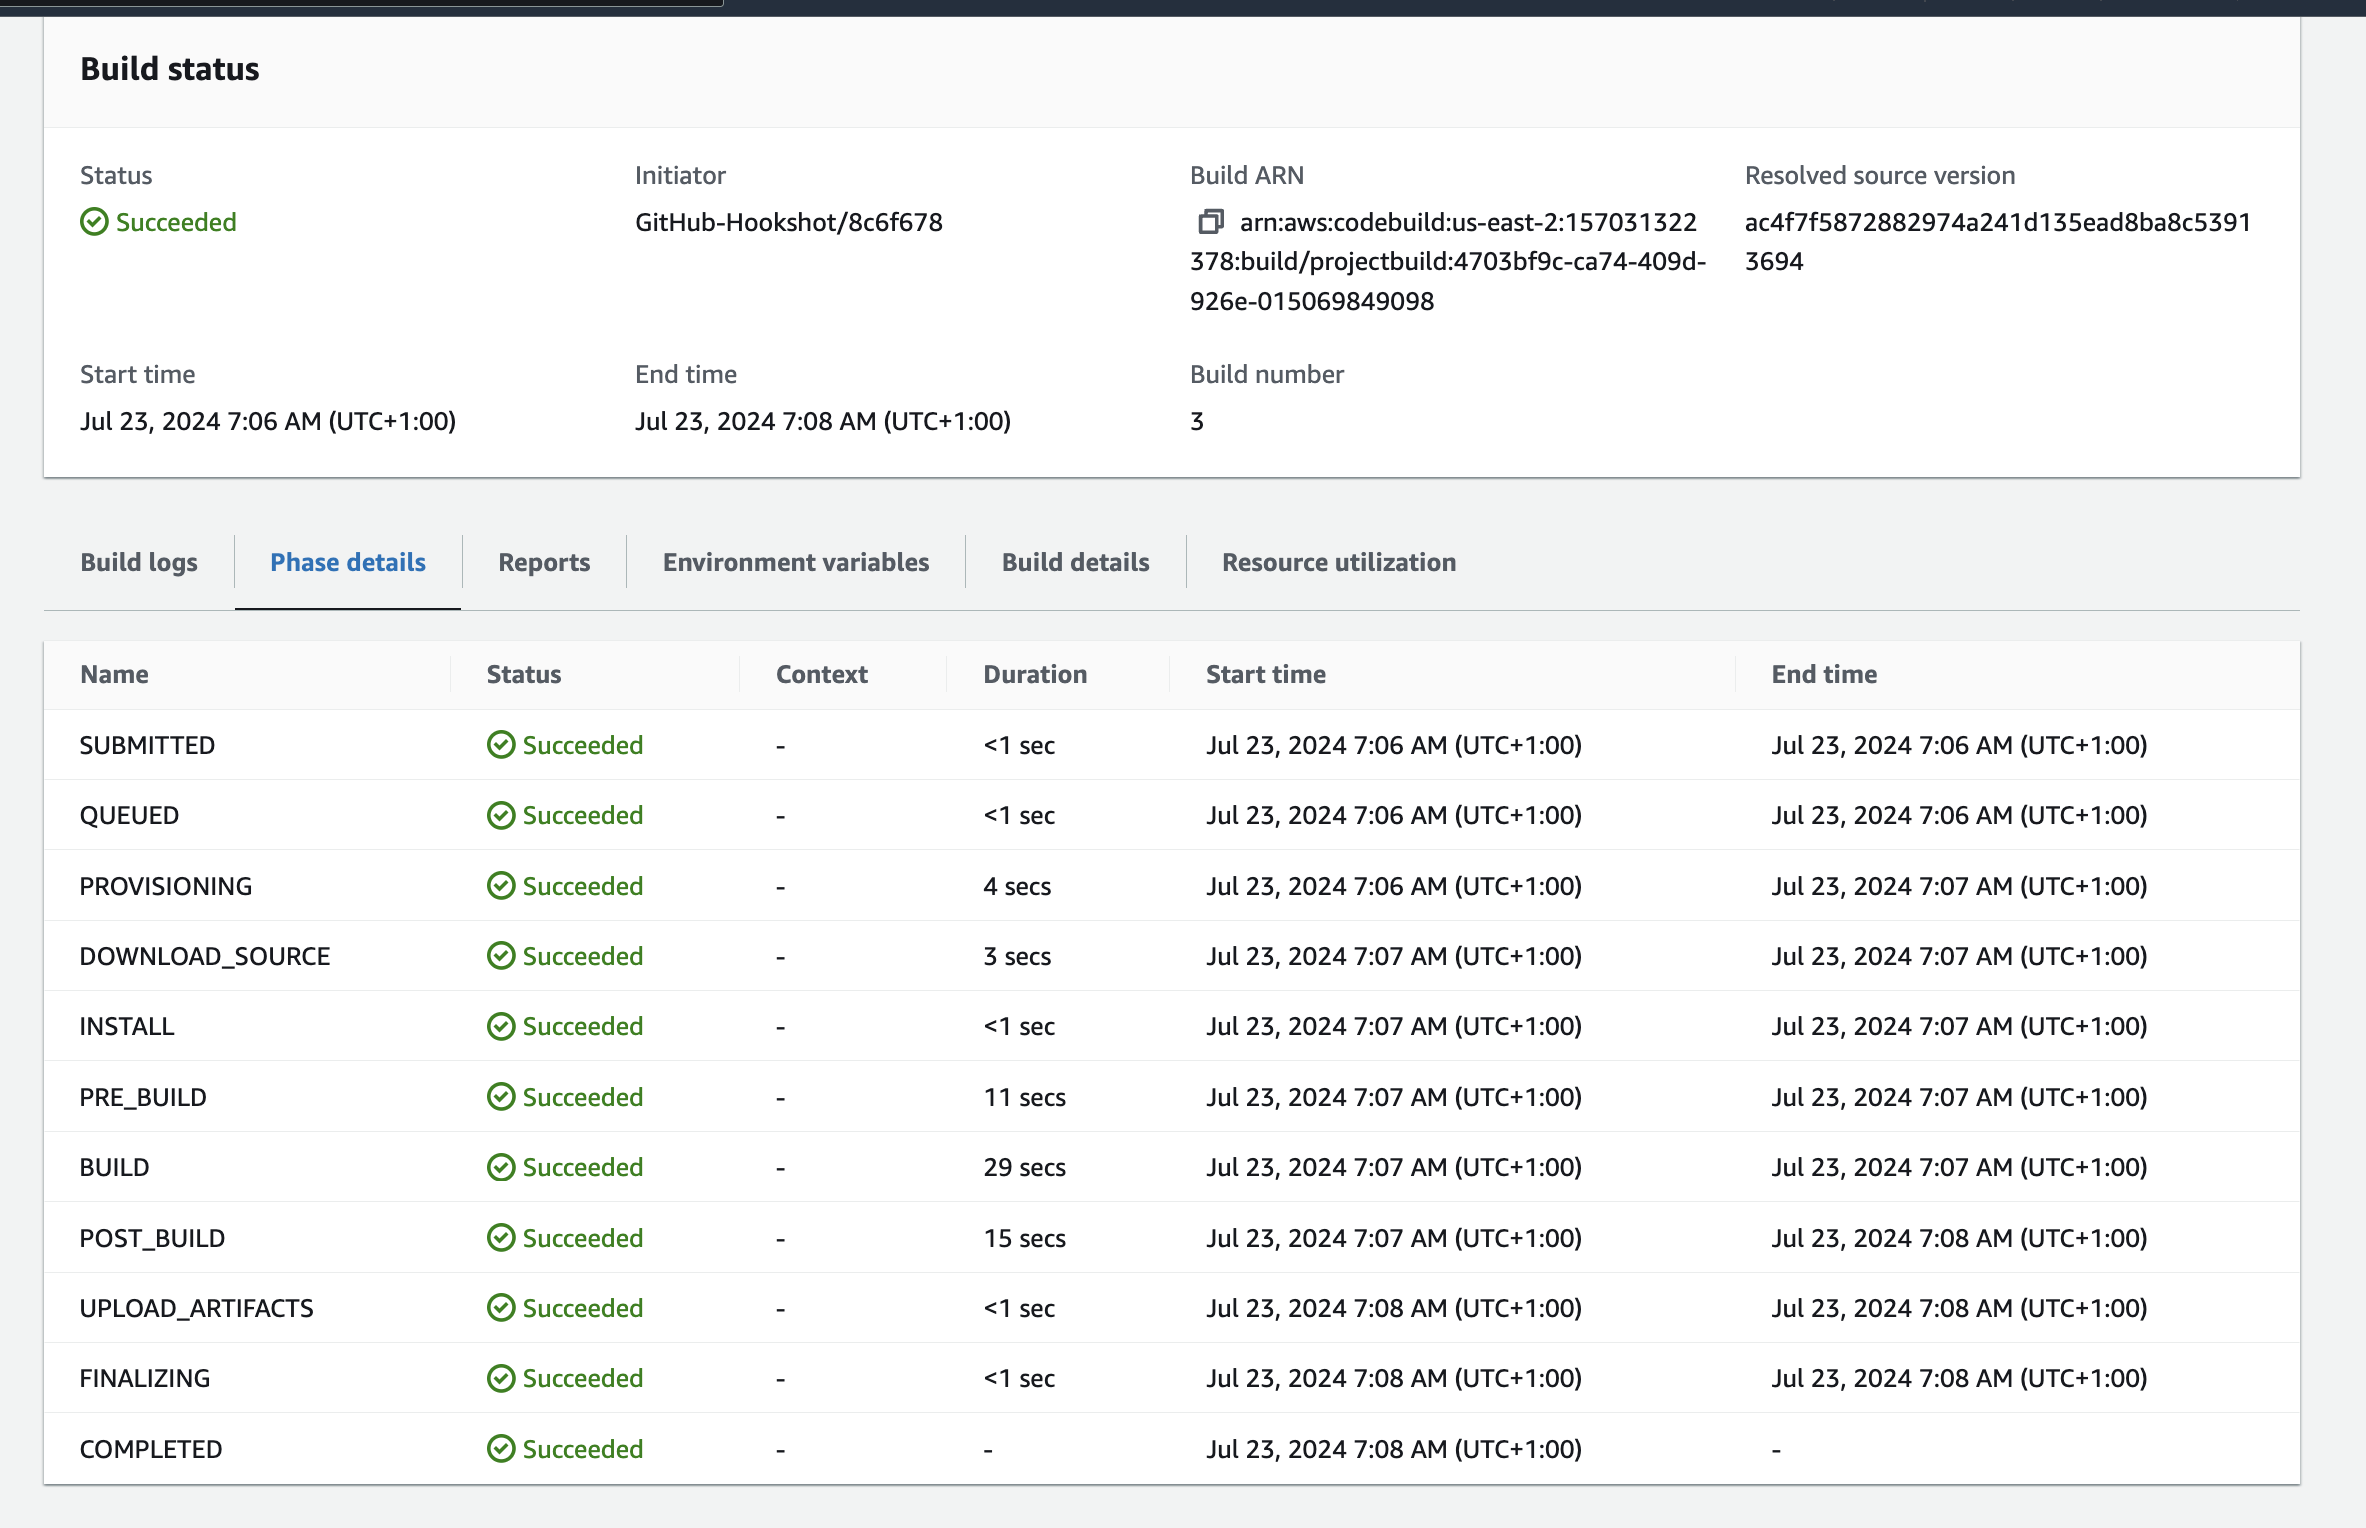 Build status
Status
Succeeded
Initiator
GitHub-Hookshot/8c6f678
Build ARN
arn:aws:codebuild:us-east-2:157031322
378:build/projectbuild:4703bf9c-ca74-409d-
926e-015069849098
Resolved source version
ac4f7f5872882974a241d135ead8ba8c5391
3694
Start time
Jul 23, 2024 7:06 AM (UTC+1:00)
End time
Jul 23, 2024 7:08 AM (UTC+1:00)
Build number
3
Build logs Phase details Reports Environment variables Build details Resource utilization
Name Status Context Duration Start time End time
SUBMITTED Succeeded - <1 sec Jul 23, 2024 7:06 AM (UTC+1:00) Jul 23, 2024 7:06 AM (UTC+1:00)
QUEUED Succeeded - <1 sec Jul 23, 2024 7:06 AM (UTC+1:00) Jul 23, 2024 7:06 AM (UTC+1:00)
PROVISIONING Succeeded - 4 secs Jul 23, 2024 7:06 AM (UTC+1:00) Jul 23, 2024 7:07 AM (UTC+1:00)
DOWNLOAD_SOURCE Succeeded - 3 secs Jul 23, 2024 7:07 AM (UTC+1:00) Jul 23, 2024 7:07 AM (UTC+1:00)
INSTALL Succeeded - <1 sec Jul 23, 2024 7:07 AM (UTC+1:00) Jul 23, 2024 7:07 AM (UTC+1:00)
PRE_BUILD Succeeded - 11 secs Jul 23, 2024 7:07 AM (UTC+1:00) Jul 23, 2024 7:07 AM (UTC+1:00)
BUILD Succeeded - 29 secs Jul 23, 2024 7:07 AM (UTC+1:00) Jul 23, 2024 7:07 AM (UTC+1:00)
POST_BUILD Succeeded - 15 secs Jul 23, 2024 7:07 AM (UTC+1:00) Jul 23, 2024 7:08 AM (UTC+1:00)
UPLOAD_ARTIFACTS Succeeded - <1 sec Jul 23, 2024 7:08 AM (UTC+1:00) Jul 23, 2024 7:08 AM (UTC+1:00)
FINALIZING Succeeded - <1 sec Jul 23, 2024 7:08 AM (UTC+1:00) Jul 23, 2024 7:08 AM (UTC+1:00)
COMPLETED Succeeded - - Jul 23, 2024 7:08 AM (UTC+1:00) -